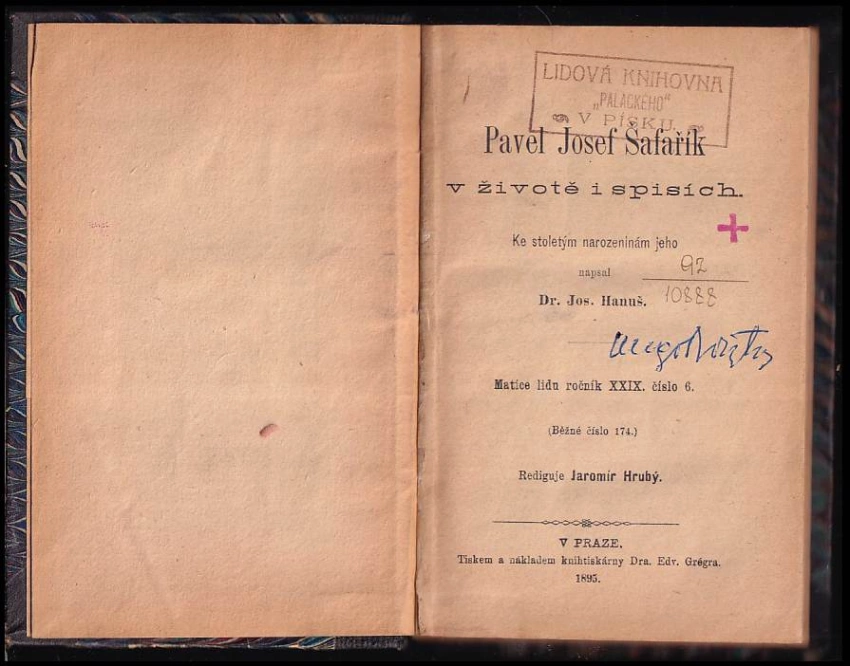 LIDOVÁ KNIHOVNA
„PALACKÉHO“
V PÍSKU.
Pavel Josef Šafařík
v životě i spisích.
Ke stoletým narozeninám jeho
napsal
92
10888
Dr. Jos. Hanuš.
Matice lidu ročník XXIX. číslo 6.
(Běžné číslo 174.)
Rediguje Jaromír Hrubý.
V PRAZE.
Tiskem a nákladem knihtiskárny Dra. Edv. Grégra.
1895.